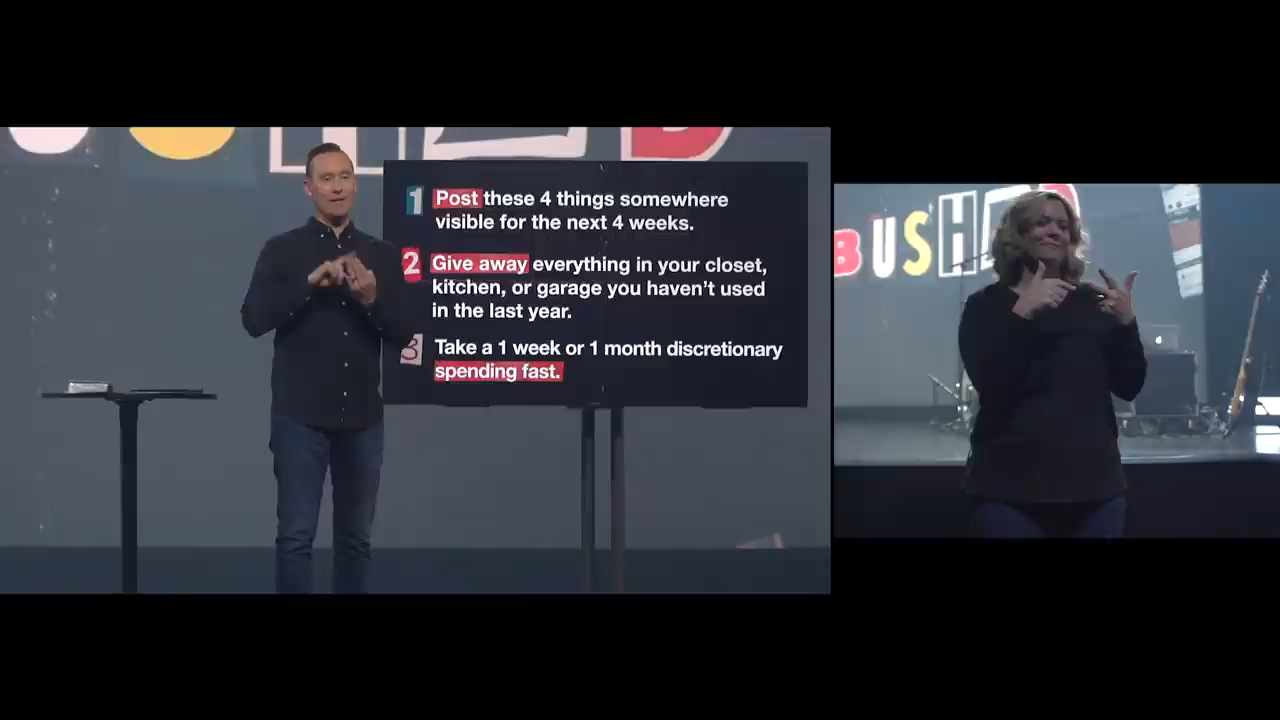 1 Post these 4 things somewhere
visible for the next 4 weeks.
2 Give away everything in your closet,
kitchen, or garage you haven't used
in the last year.
3 Take a 1 week or 1 month discretionary
spending fast.
BUSH